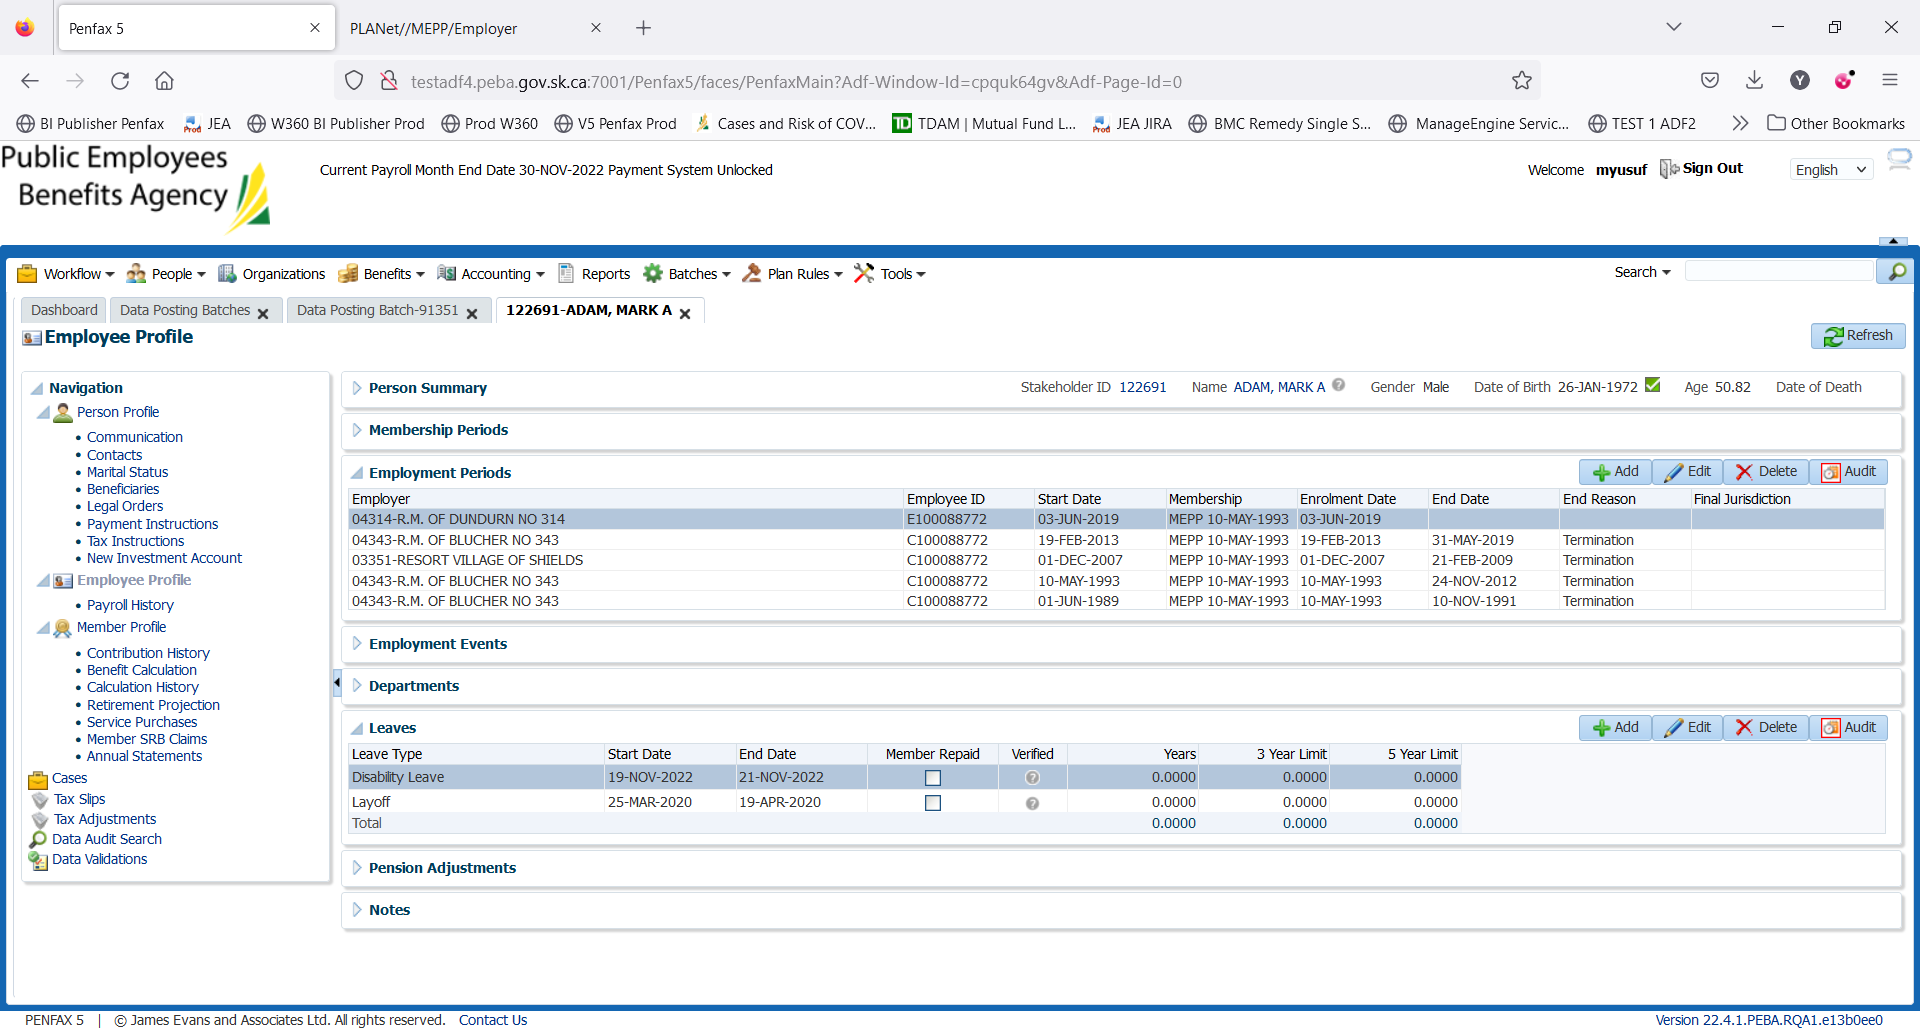 Penfax 5
PLANet//MEPP/Employer
testadf4.peba.gov.sk.ca:7001/Penfax5/faces/PenfaxMain?Adf-Window-Id=cpquk64gv&Adf-Page-Id=0
Y
BI Publisher Penfax JEA W360 BI Publisher Prod Prod W360 V5 Penfax Prod Cases and Risk of COV... TD TDAM | Mutual Fund L... JEA JIRA BMC Remedy Single S... ManageEngine Servic... TEST 1 ADF2 Other Bookmarks
Public Employees
Benefits Agency
Current Payroll Month End Date 30-NOV-2022 Payment System Unlocked
Welcome myusuf Sign Out English
Workflow People Organizations Benefits Accounting Reports Batches Plan Rules Tools Search
Dashboard Data Posting Batches Data Posting Batch-91351 122691-ADAM, MARK A
Employee Profile
Refresh
Navigation
Person Profile
Communication
Contacts
Marital Status
Beneficiaries
Legal Orders
Payment Instructions
Tax Instructions
New Investment Account
Employee Profile
Payroll History
Member Profile
Contribution History
Benefit Calculation
Calculation History
Retirement Projection
Service Purchases
Member SRB Claims
Annual Statements
Cases
Tax Slips
Tax Adjustments
Data Audit Search
Data Validations
Person Summary Stakeholder ID 122691 Name ADAM, MARK A Gender Male Date of Birth 26-JAN-1972 Age 50.82 Date of Death
Membership Periods
Employment Periods Add Edit Delete Audit
Employer Employee ID Start Date Membership Enrolment Date End Date End Reason Final Jurisdiction
04314-R.M. OF DUNDURN NO 314 E100088772 03-JUN-2019 MEPP 10-MAY-1993 03-JUN-2019
04343-R.M. OF BLUCHER NO 343 C100088772 19-FEB-2013 MEPP 10-MAY-1993 19-FEB-2013 31-MAY-2019 Termination
03351-RESORT VILLAGE OF SHIELDS C100088772 01-DEC-2007 MEPP 10-MAY-1993 01-DEC-2007 21-FEB-2009 Termination
04343-R.M. OF BLUCHER NO 343 C100088772 10-MAY-1993 MEPP 10-MAY-1993 10-MAY-1993 24-NOV-2012 Termination
04343-R.M. OF BLUCHER NO 343 C100088772 01-JUN-1989 MEPP 10-MAY-1993 10-MAY-1993 10-NOV-1991 Termination
Employment Events
Departments
Leaves Add Edit Delete Audit
Leave Type Start Date End Date Member Repaid Verified Years 3 Year Limit 5 Year Limit
Disability Leave 19-NOV-2022 21-NOV-2022 0.0000 0.0000 0.0000
Layoff 25-MAR-2020 19-APR-2020 0.0000 0.0000 0.0000
Total 0.0000 0.0000 0.0000
Pension Adjustments
Notes
PENFAX 5 | © James Evans and Associates Ltd. All rights reserved. Contact Us
Version 22.4.1.PEBA.RQA1.e13b0ee0